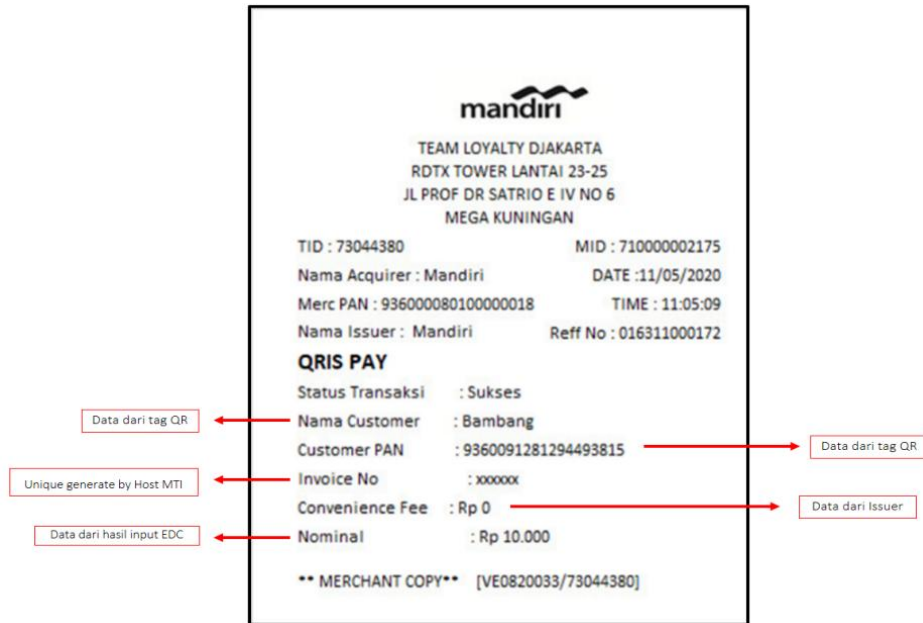 mandiri
TEAM LOYALTY DJAKARTA
RDTX TOWER LANTAI 23-25
JL PROF DR SATRIO E IV NO 6
MEGA KUNINGAN
TID : 73044380 MID : 710000002175
Nama Acquirer : Mandiri DATE :11/05/2020
Merc PAN : 936000080100000018 TIME : 11:05:09
Nama Issuer : Mandiri Reff No : 016311000172
QRIS PAY
Status Transaksi : Sukses
Data dari tag QR Nama Customer : Bambang
Customer PAN : 9360091281294493815 Data dari tag QR
Unique generate by Host MTI Invoice No : xxxxxx
Convenience Fee : Rp 0 Data dari Issuer
Data dari hasil input EDC Nominal : Rp 10.000
** MERCHANT COPY** [VE0820033/73044380]